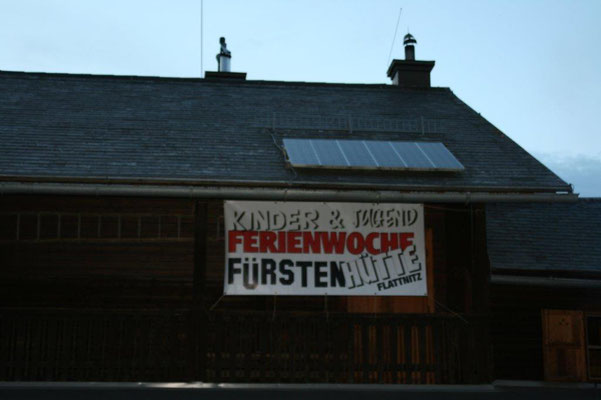 KINDER & JUGEND
FERIENWOCHE
FÜRSTENHÜTTE
FLATTNITZ